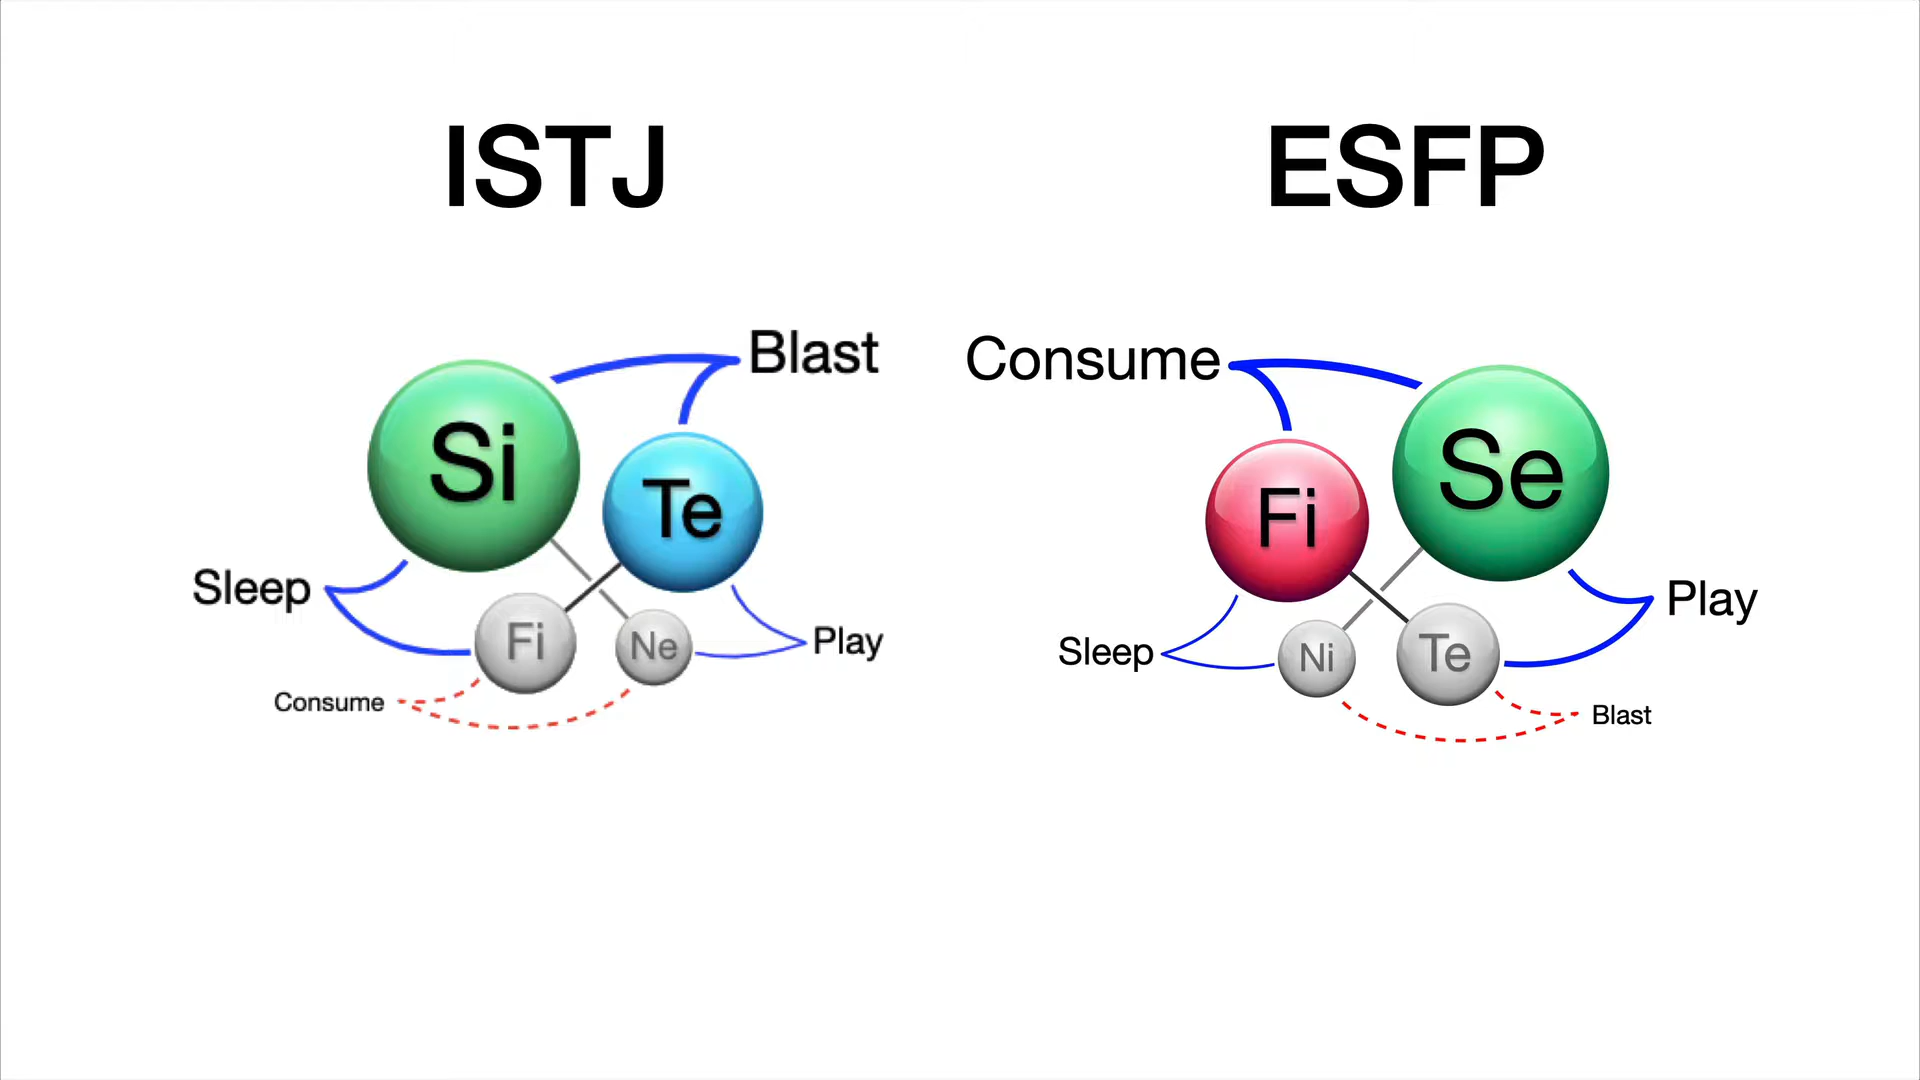 ISTJ
Blast
Si
Te
Sleep
Fi
Ne
Play
Consume
ESFP
Consume
Se
Fi
Play
Sleep
Ni
Te
Blast